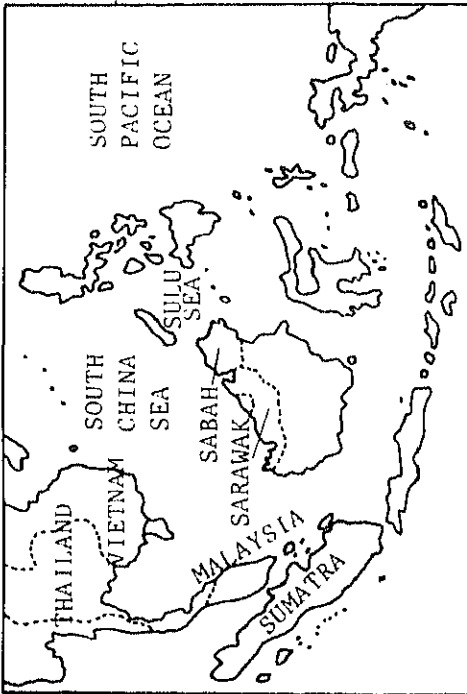 SOUTH
PACIFIC
OCEAN
SOUTH
CHINA
SEA
SULU
SEA
THAILAND
VIETNAM
SABAH
SARAWAK
MALAYSIA
SUMATRA